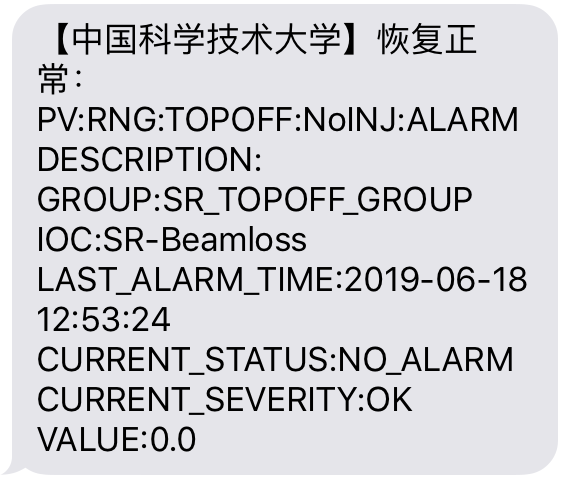 【中国科学技术大学】恢复正
常：
PV:RNG:TOPOFF:NoINJ:ALARM
DESCRIPTION:
GROUP:SR_TOPOFF_GROUP
IOC:SR-Beamloss
LAST_ALARM_TIME:2019-06-18
12:53:24
CURRENT_STATUS:NO_ALARM
CURRENT_SEVERITY:OK
VALUE:0.0